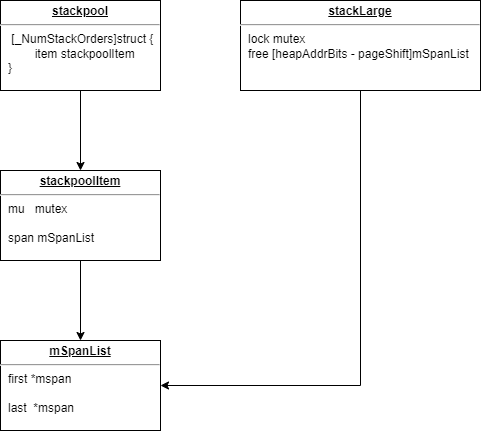 stackpool
[_NumStackOrders]struct {
item stackpoolItem
}
stackLarge
lock mutex
free [heapAddrBits - pageShift]mSpanList
stackpoolItem
mu mutex
span mSpanList
mSpanList
first *mspan
last *mspan